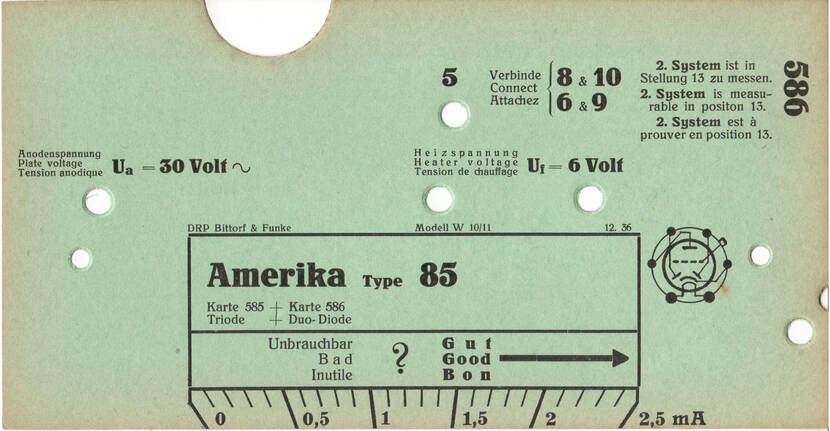 5
Verbinde
Connect
Attachez
8 & 10
6 & 9
2. System ist in
Stellung 13 zu messen.
2. System is measu-
rable in positon 13.
2. System est à
prouver en position 13.
586
Anodenspannung
Plate voltage
Tension anodique
Ua = 30 Volt ~
Heizspannung
Heater voltage
Tension de chauffage
Uf = 6 Volt
DRP Bittorf & Funke Modell W 10/11 12. 36
Amerika Type 85
Karte 585 + Karte 586
Triode + Duo-Diode
Unbrauchbar
Bad
Inutile
?
Gut
Good
Bon
0 0,5 1 1,5 2 2,5 mA